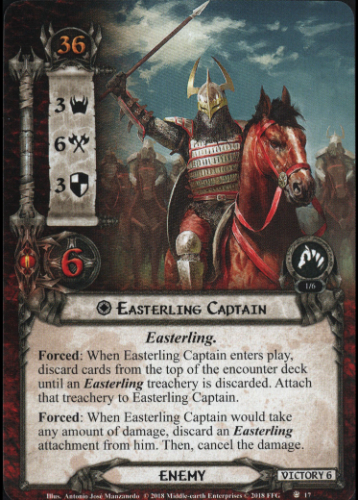 36
3
6
3
6
1/6
Easterling Captain
Easterling.
Forced: When Easterling Captain enters play,
discard cards from the top of the encounter deck
until an Easterling treachery is discarded. Attach
that treachery to Easterling Captain.
Forced: When Easterling Captain would take
any amount of damage, discard an Easterling
attachment from him. Then, cancel the damage.
ENEMY
VICTORY 6
Illus. Antonio José Manzanedo © 2018 Middle-earth Enterprises © 2018 FFG 17